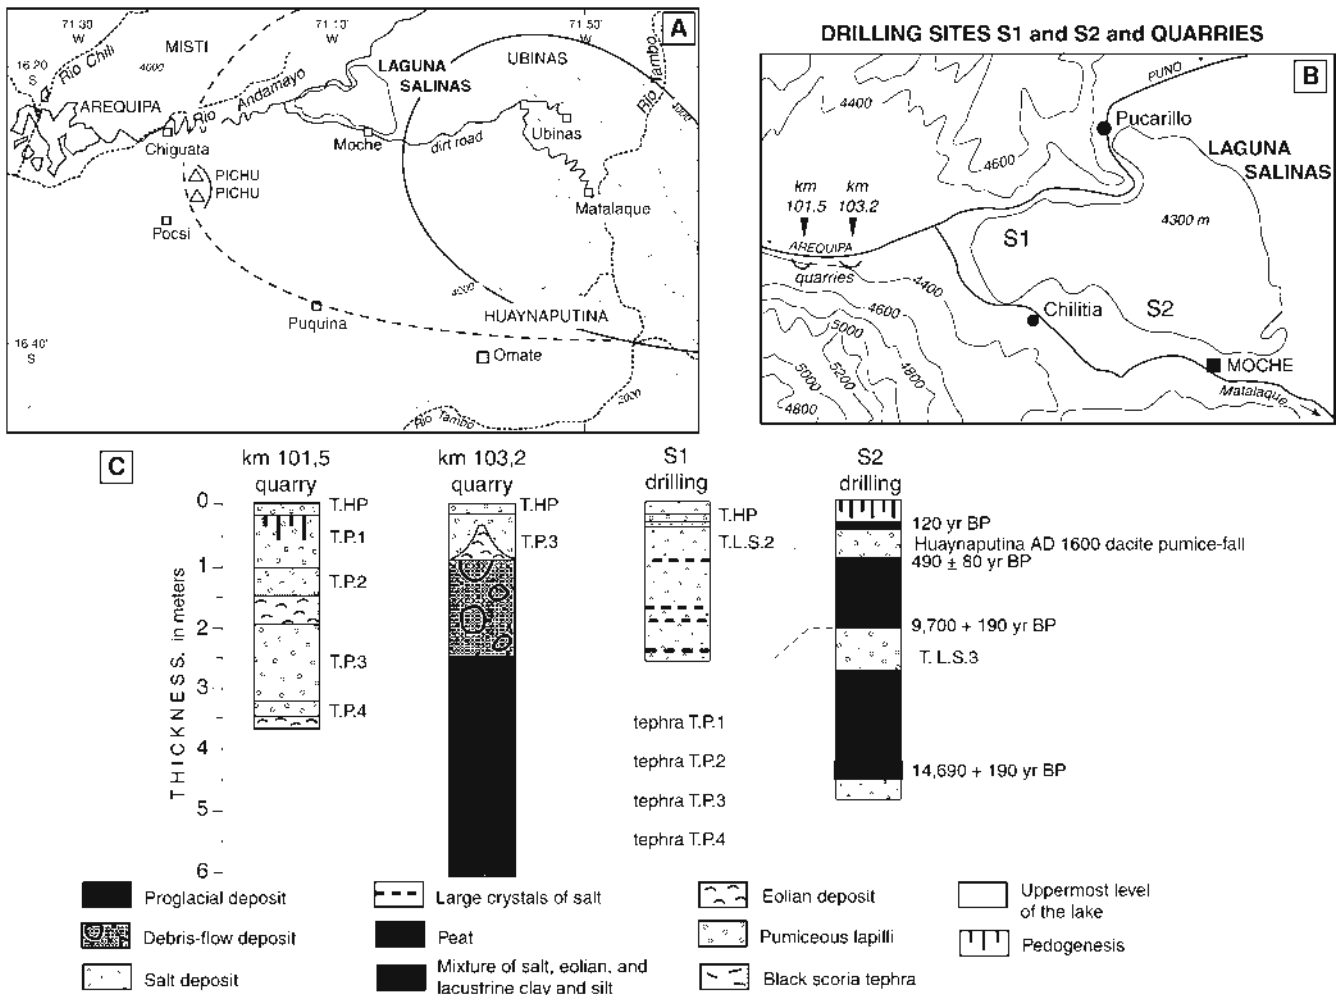 71 30
W
71 10
W
71 50
W
A
16 20
S
Rio Chili
MISTI
4000
Andamayo
Rio
LAGUNA
SALINAS
UBINAS
Rio Tambo
AREQUIPA
Chiguata
Moche
dirt road
Ubinas
4000
PICHU
PICHU
Matalaque
Pocsi
4000
Puquina
HUAYNAPUTINA
16 40'
S
Omate
Rio Tambo
2000
DRILLING SITES S1 and S2 and QUARRIES
B
PUNO
4400
Pucarillo
4600
LAGUNA
SALINAS
km
101.5
km
103.2
4300 m
S1
AREQUIPA
quarries
4400
4600
Chilitia
S2
5000
4800
5000
5200
4800
MOCHE
Matalaque
C
km 101,5
quarry
km 103,2
quarry
S1
drilling
S2
drilling
THICKNESS. in meters
0
1
2
3
4
5
6
T.HP
T.P.1
T.P.2
T.P.3
T.P.4
T.HP
T.P.3
T.HP
T.L.S.2
tephra T.P.1
tephra T.P.2
tephra T.P.3
tephra T.P.4
120 yr BP
Huaynaputina AD 1600 dacite pumice-fall
490 ± 80 yr BP
9,700 + 190 yr BP
T. L.S.3
14,690 + 190 yr BP
Proglacial deposit
Debris-flow deposit
Salt deposit
Large crystals of salt
Peat
Mixture of salt, eolian, and
lacustrine clay and silt
Eolian deposit
Pumiceous lapilli
Black scoria tephra
Uppermost level
of the lake
Pedogenesis